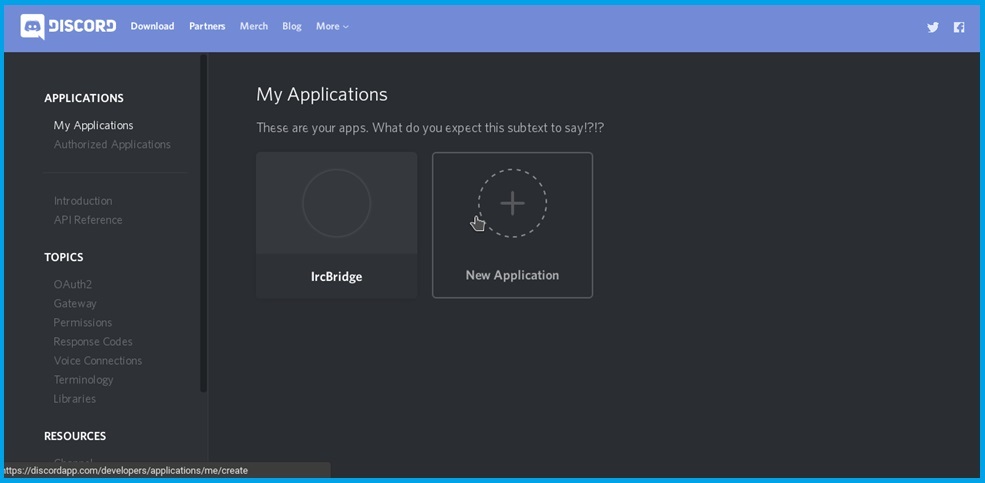 DISCORD Download Partners Merch Blog More
APPLICATIONS
My Applications
Authorized Applications
Introduction
API Reference
TOPICS
OAuth2
Gateway
Permissions
Response Codes
Voice Connections
Terminology
Libraries
RESOURCES
Channel
My Applications
These are your apps. What do you expect this subtext to say!?!?
IrcBridge
New Application
https://discordapp.com/developers/applications/me/create